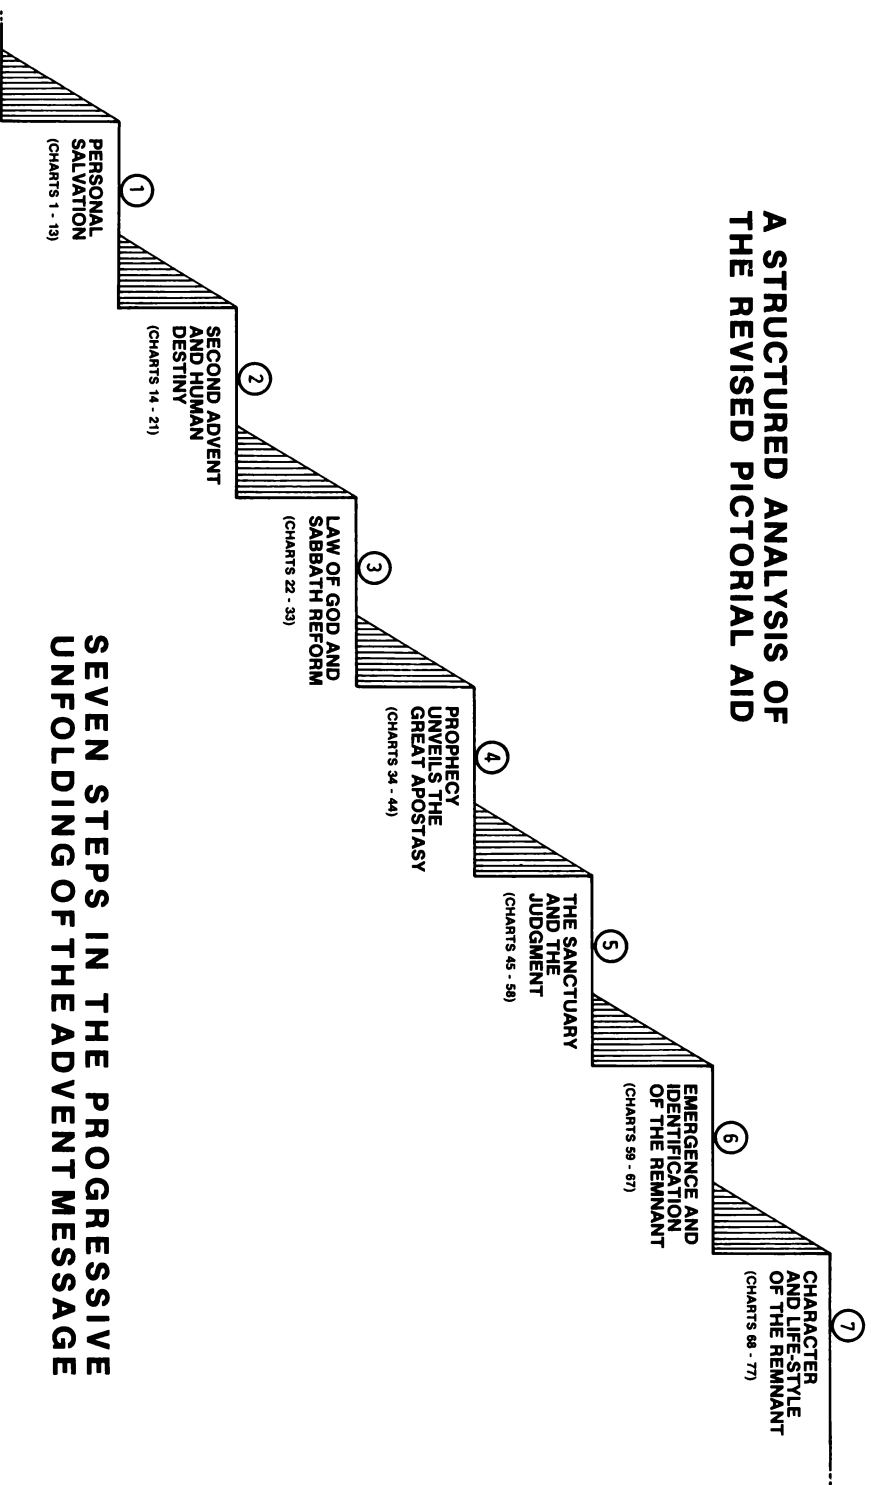 A STRUCTURED ANALYSIS OF
THE REVISED PICTORIAL AID
1
PERSONAL
SALVATION
(CHARTS 1 - 13)
2
SECOND ADVENT
AND HUMAN
DESTINY
(CHARTS 14 - 21)
3
LAW OF GOD AND
SABBATH REFORM
(CHARTS 22 - 33)
4
PROPHECY
UNVEILS THE
GREAT APOSTASY
(CHARTS 34 - 44)
5
THE SANCTUARY
AND THE
JUDGMENT
(CHARTS 45 - 58)
6
EMERGENCE AND
IDENTIFICATION
OF THE REMNANT
(CHARTS 59 - 67)
7
CHARACTER
AND LIFE-STYLE
OF THE REMNANT
(CHARTS 68 - 77)
SEVEN STEPS IN THE PROGRESSIVE
UNFOLDING OF THE ADVENT MESSAGE